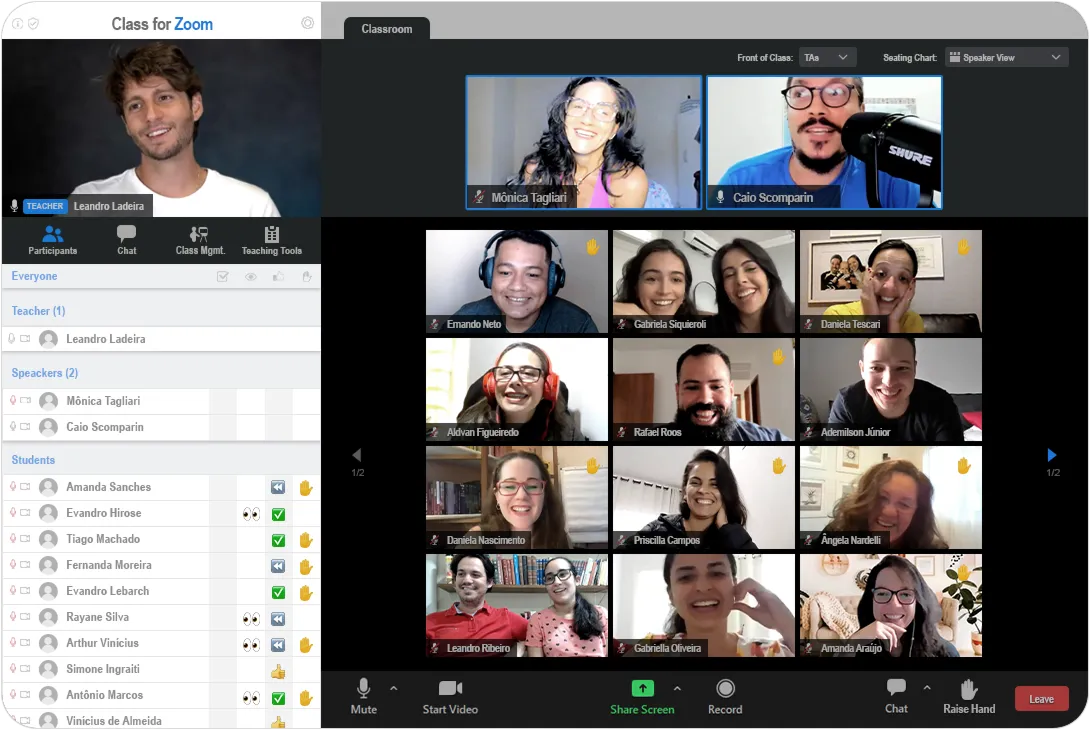 Class for Zoom
TEACHER Leandro Ladeira
Participants
Chat
Class Mgmt.
Teaching Tools
Everyone
Teacher (1)
Leandro Ladeira
Speackers (2)
Mônica Tagliari
Caio Scomparin
Students
Amanda Sanches
Evandro Hirose
Tiago Machado
Fernanda Moreira
Evandro Lebarch
Rayane Silva
Arthur Vinicius
Simone Ingraiti
Antônio Marcos
Vinicius de Almeida
Classroom
Front of Class: TAs
Seating Chart: Speaker View
Mônica Tagliari
SHURE
Caio Scomparin
Ernando Neto
Gabriela Siquieroli
Daniela Tescari
Aldvan Figueiredo
Rafael Roos
Ademilson Júnior
1/2
1/2
Daniela Nascimento
Priscilla Campos
Ângela Nardelli
Leandro Ribeiro
Gabriella Oliveira
Amanda Araújo
Mute
Start Video
Share Screen
Record
Chat
Raise Hand
Leave